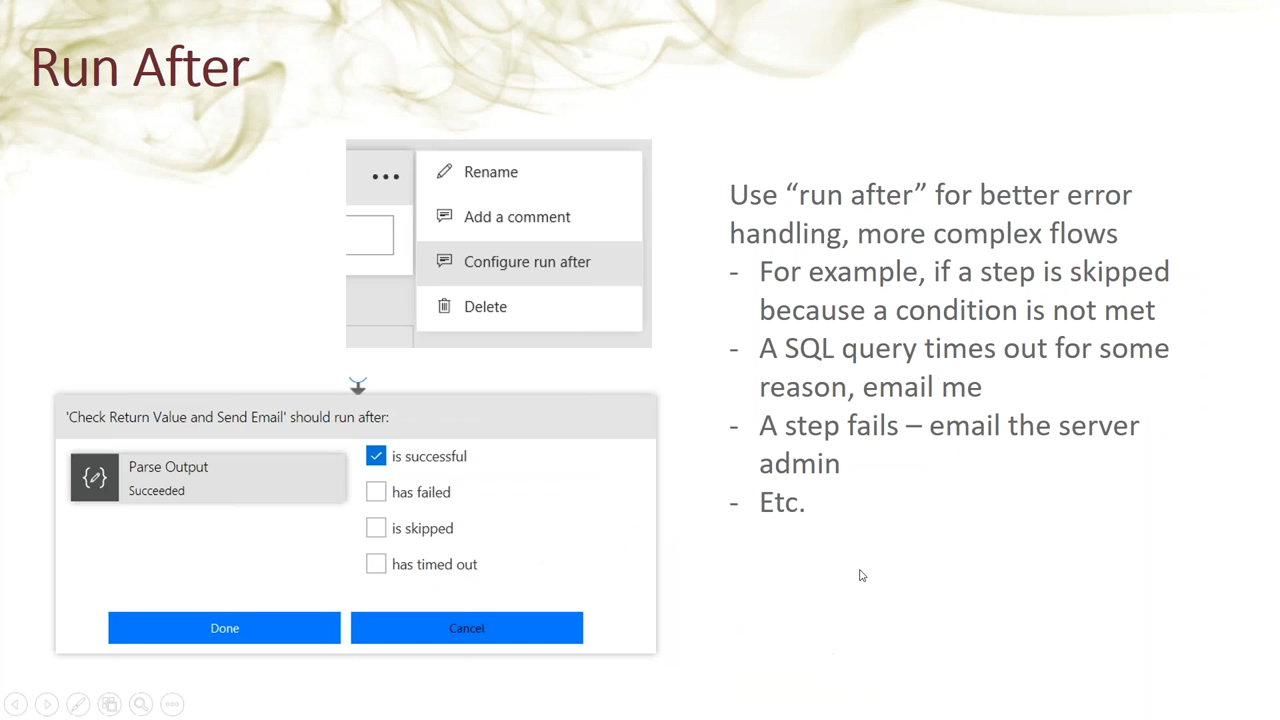 Run After
Rename
Add a comment
Configure run after
Delete
'Check Return Value and Send Email' should run after:
Parse Output
Succeeded
is successful
has failed
is skipped
has timed out
Done
Cancel
Use “run after” for better error
handling, more complex flows
- For example, if a step is skipped
because a condition is not met
- A SQL query times out for some
reason, email me
- A step fails – email the server
admin
- Etc.